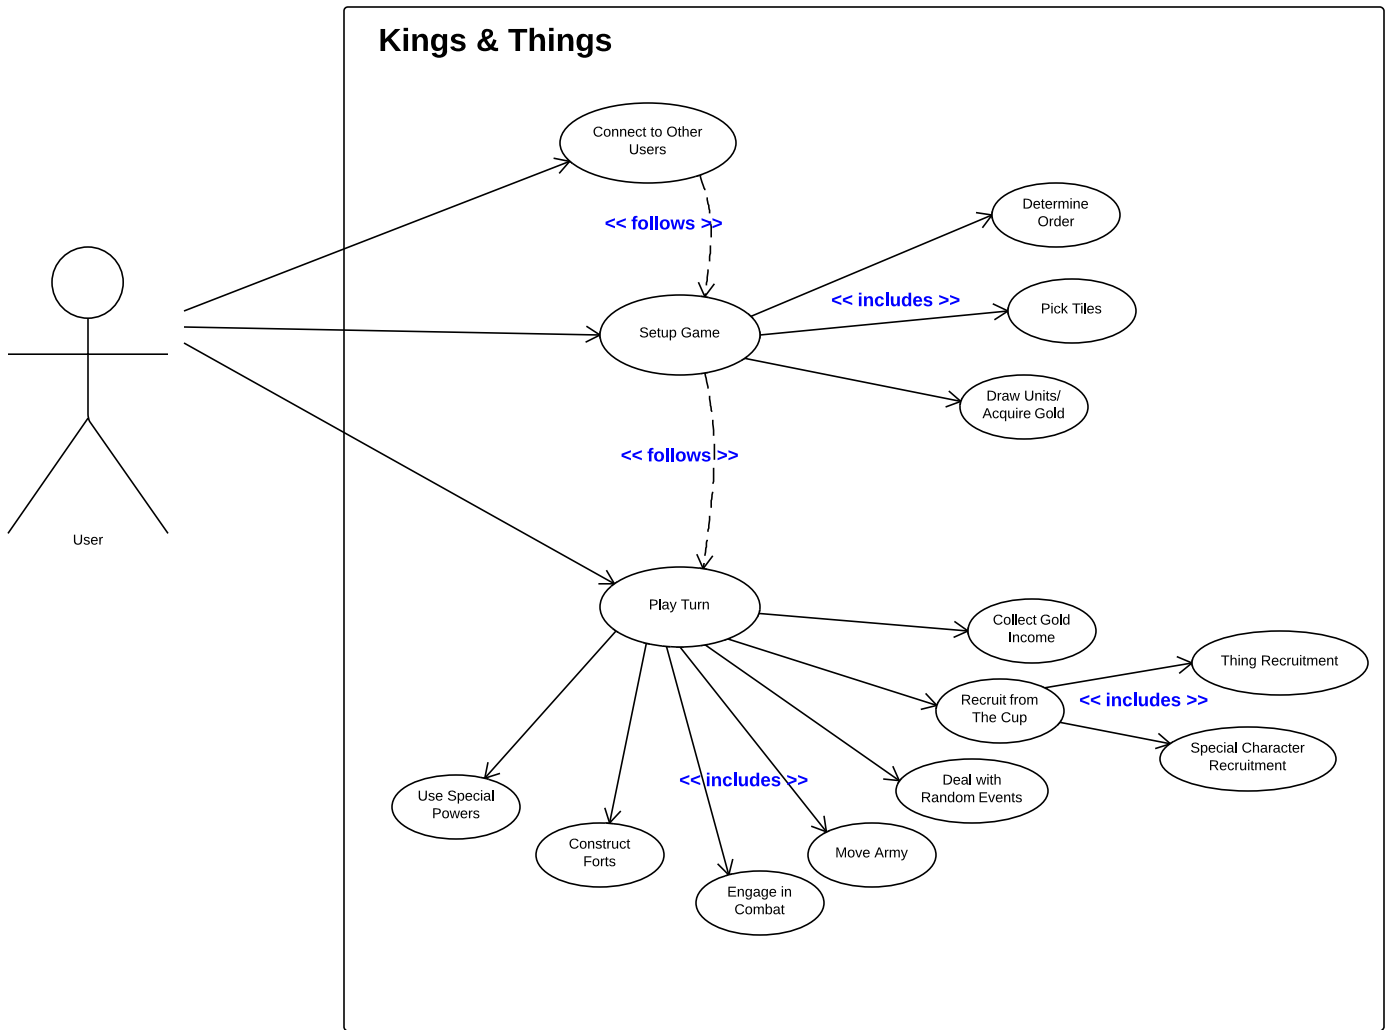 Kings & Things
Connect to Other
Users
<< follows >>
Determine
Order
<< includes >>
Pick Tiles
Setup Game
Draw Units/
Acquire Gold
<< follows >>
User
Play Turn
Collect Gold
Income
Thing Recruitment
Recruit from
The Cup
<< includes >>
Special Character
Recruitment
<< includes >>
Deal with
Random Events
Use Special
Powers
Construct
Forts
Move Army
Engage in
Combat